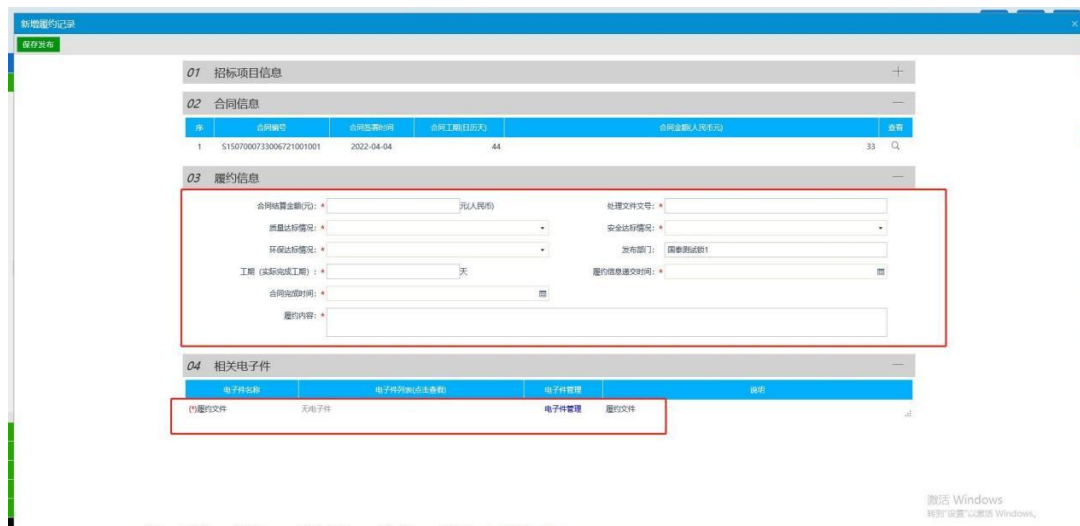 新增履约记录
保存发布
01 招标项目信息
02 合同信息
序 合同编号 合同签署时间 合同工期(日历天) 合同金额(人民币元) 查看
1 S1507000733006721001001 2022-04-04 44 33
03 履约信息
合同结算金额(元): * 元(人民币) 处理文件文号: *
质量达标情况: * 安全达标情况: *
环保达标情况: * 发布部门: 国泰测试锁1
工期（实际完成工期）: * 天 履约信息递交时间: *
合同完成时间: *
履约内容: *
04 相关电子件
电子件名称 电子件列表(点击查看) 电子件管理 说明
(*)履约文件 无电子件 电子件管理 履约文件
激活 Windows
转到"设置"以激活 Windows。